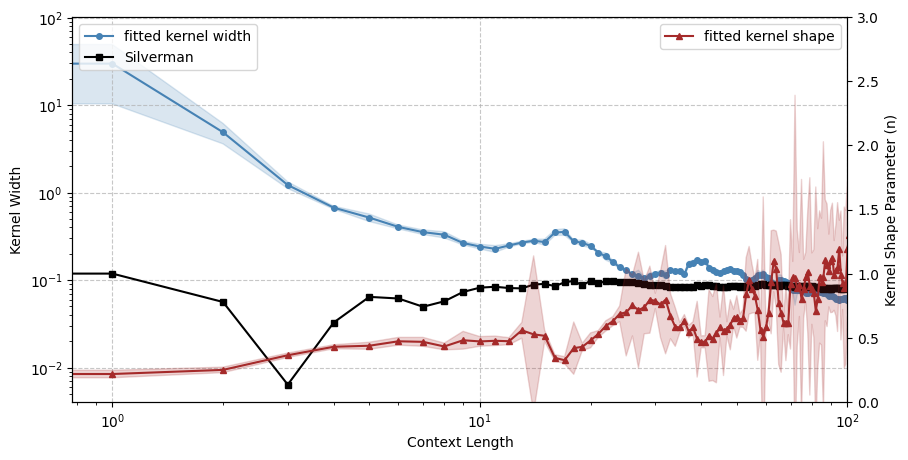 fitted kernel width
Silverman
fitted kernel shape
10²
10¹
10⁰
10⁻¹
10⁻²
Kernel Width
3.0
2.5
2.0
1.5
1.0
0.5
0.0
Kernel Shape Parameter (n)
10⁰
10¹
10²
Context Length